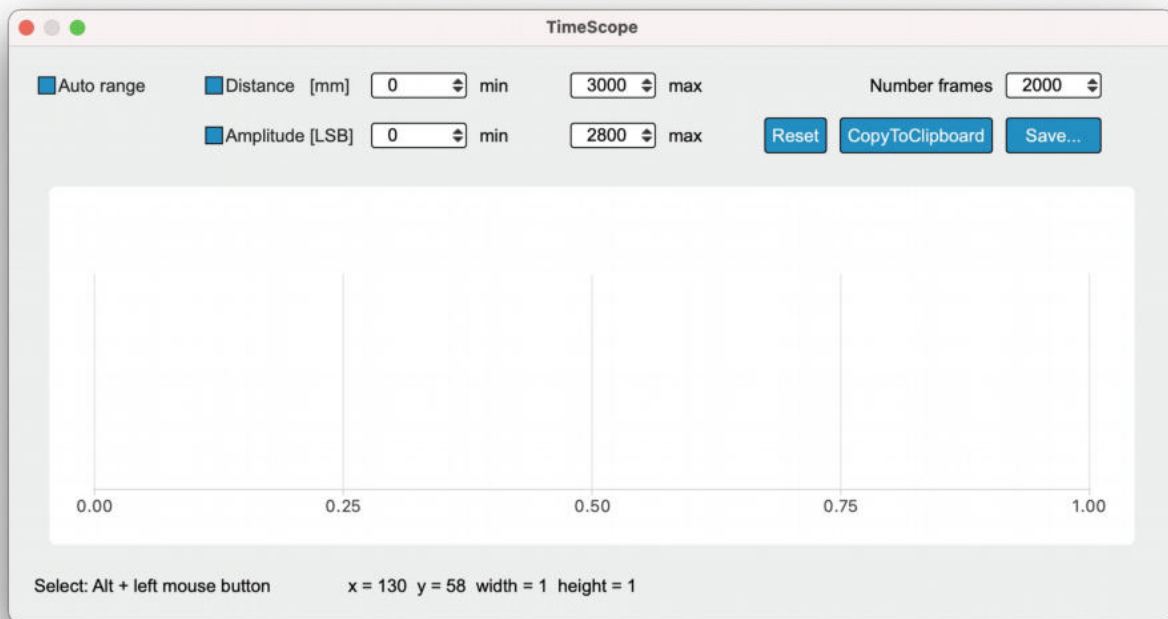 TimeScope
Auto range Distance [mm] 0 min 3000 max Number frames 2000
Amplitude [LSB] 0 min 2800 max Reset CopyToClipboard Save...
0.00 0.25 0.50 0.75 1.00
Select: Alt + left mouse button x = 130 y = 58 width = 1 height = 1